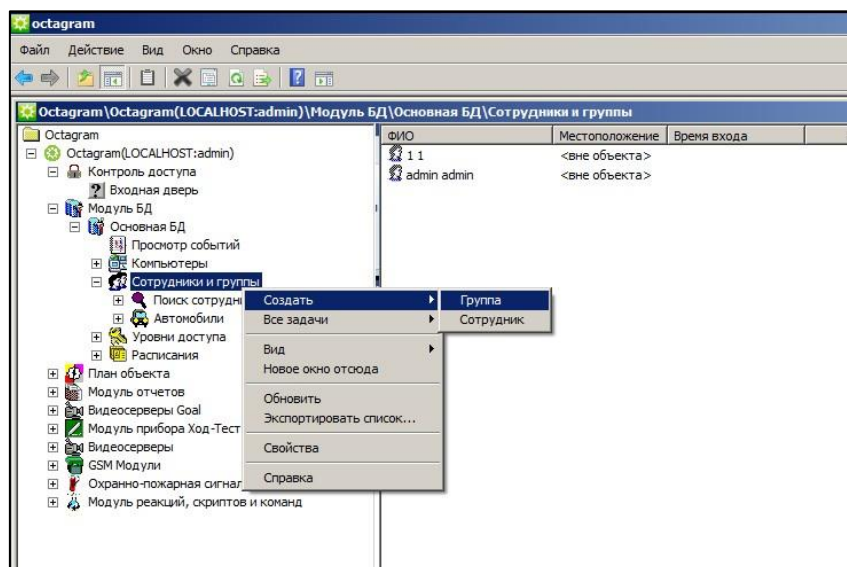 octagram
Файл Действие Вид Окно Справка
Octagram\Octagram(LOCALHOST:admin)\Модуль БД\Основная БД\Сотрудники и группы
Octagram
Octagram(LOCALHOST:admin)
Контроль доступа
Входная дверь
Модуль БД
Основная БД
Просмотр событий
Компьютеры
Сотрудники и группы
Поиск сотрудн
Автомобили
Уровни доступа
Расписания
План объекта
Модуль отчетов
Видеосерверы Goal
Модуль прибора Ход-Тест
Видеосерверы
GSM Модули
Охранно-пожарная сигнал
Модуль реакций, скриптов и команд
ФИО Местоположение Время входа
1 1 <вне объекта>
admin admin <вне объекта>
Создать
Все задачи
Вид
Новое окно отсюда
Обновить
Экспортировать список...
Свойства
Справка
Группа
Сотрудник